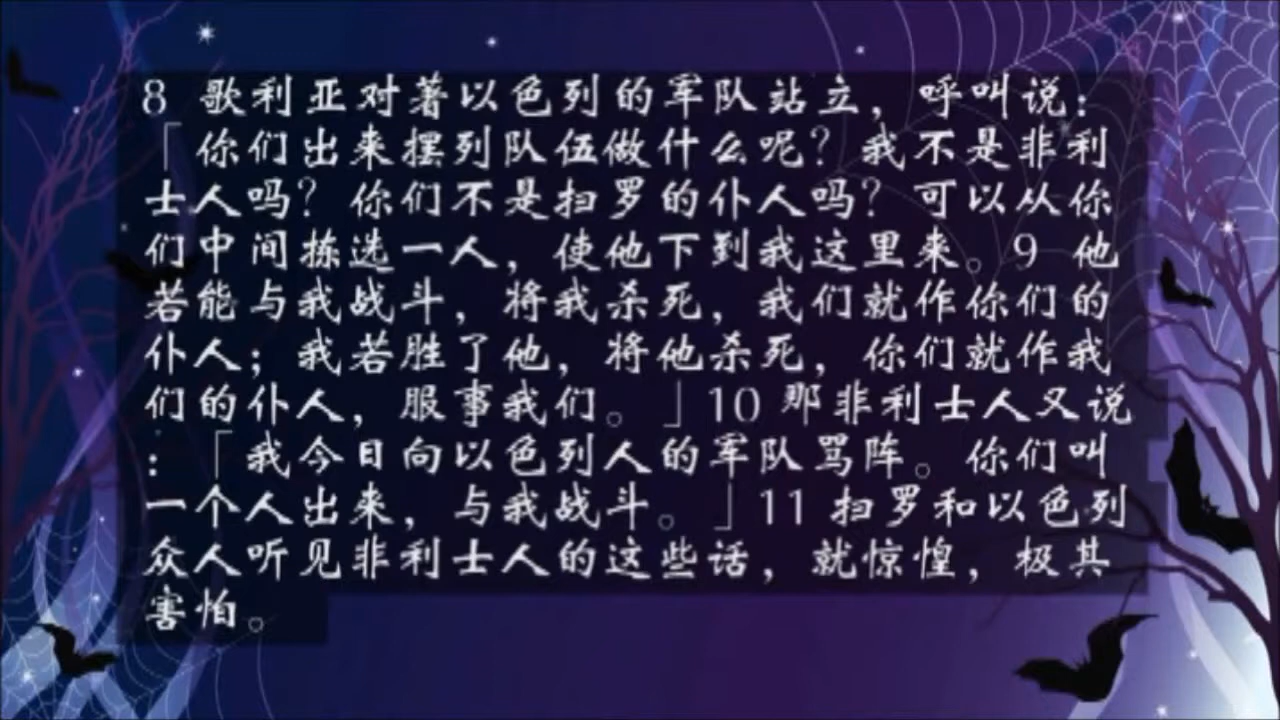 8 歌利亚对著以色列的军队站立，呼叫说：
「你们出来摆列队伍做什么呢？我不是非利
士人吗？你们不是扫罗的仆人吗？可以从你
们中间拣选一人，使他下到我这里来。9 他
若能与我战斗，将我杀死，我们就作你们的
仆人；我若胜了他，将他杀死，你们就作我
们的仆人，服事我们。」10 那非利士人又说
：「我今日向以色列人的军队骂阵。你们叫
一个人出来，与我战斗。」11 扫罗和以色列
众人听见非利士人的这些话，就惊惶，极其
害怕。